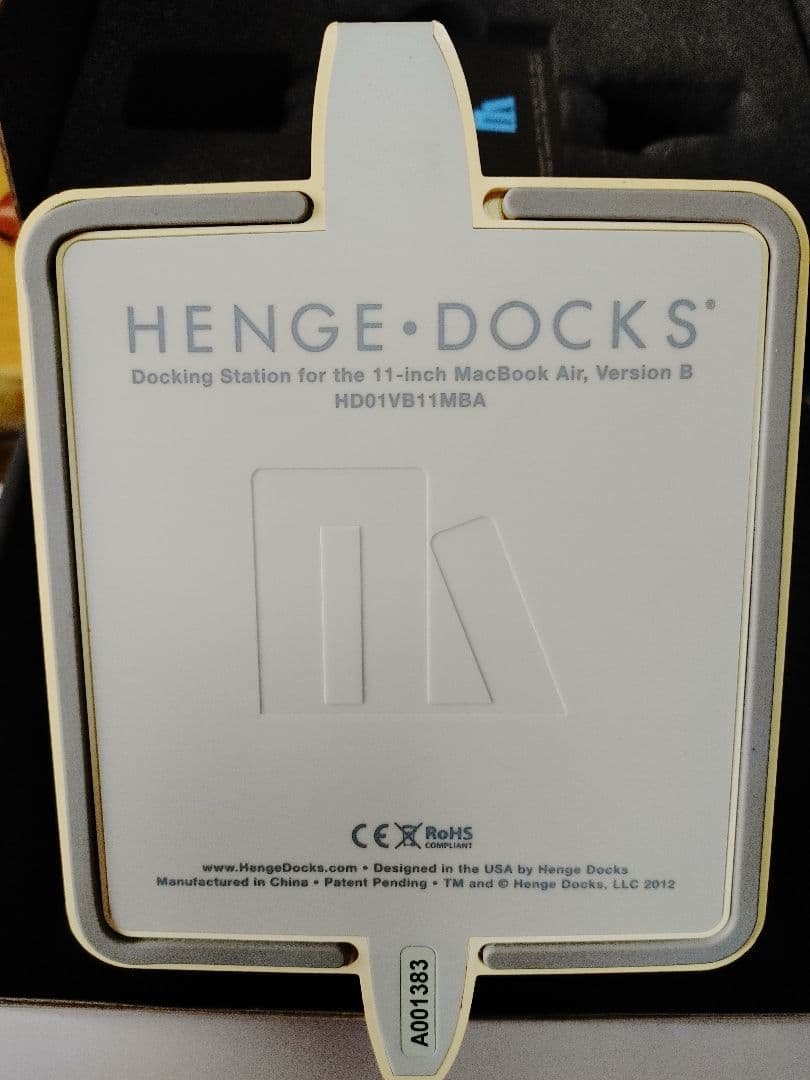 HENGE•DOCKS®
Docking Station for the 11-inch MacBook Air, Version B
HD01VB11MBA
CE RoHS
COMPLIANT
www.HengeDocks.com • Designed in the USA by Henge Docks
Manufactured in China • Patent Pending • TM and © Henge Docks, LLC 2012
A001383